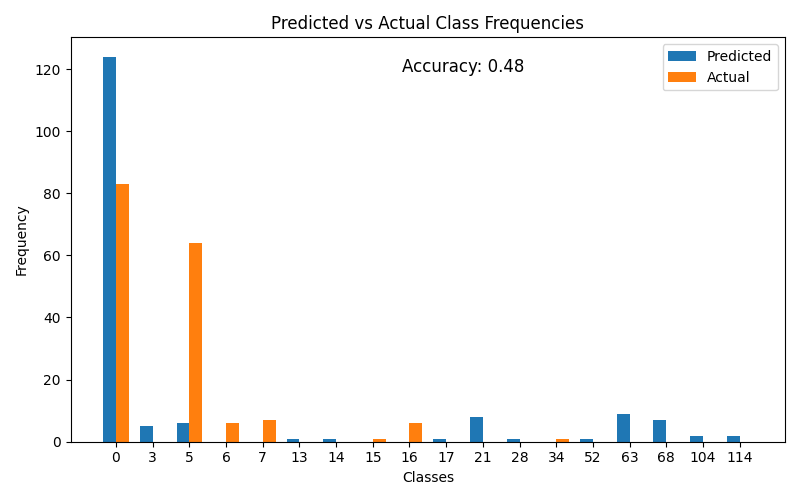 Predicted vs Actual Class Frequencies
Accuracy: 0.48
Predicted
Actual
Frequency
120
100
80
60
40
20
0
0 3 5 6 7 13 14 15 16 17 21 28 34 52 63 68 104 114
Classes